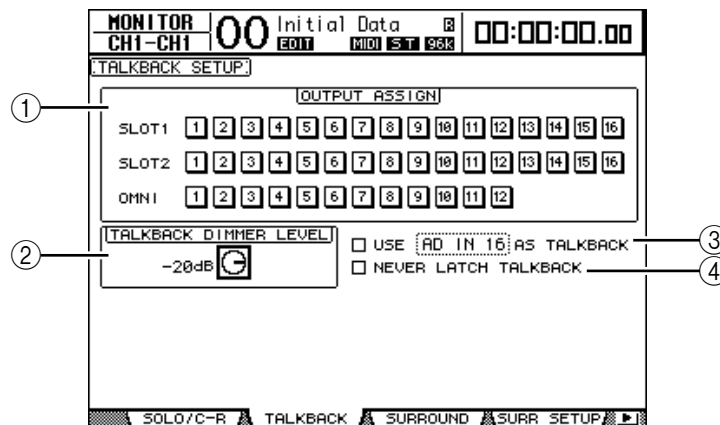 MONITOR
CH1-CH1
00
Initial Data R
EDIT MIDI S.T 96K
00:00:00.00
TALKBACK SETUP
1
OUTPUT ASSIGN
SLOT1 1 2 3 4 5 6 7 8 9 10 11 12 13 14 15 16
SLOT2 1 2 3 4 5 6 7 8 9 10 11 12 13 14 15 16
OMNI 1 2 3 4 5 6 7 8 9 10 11 12
2
TALKBACK DIMMER LEVEL
-20dB
USE AD IN 16 AS TALKBACK
3
NEVER LATCH TALKBACK
4
SOLO/C-R TALKBACK SURROUND SURR SETUP